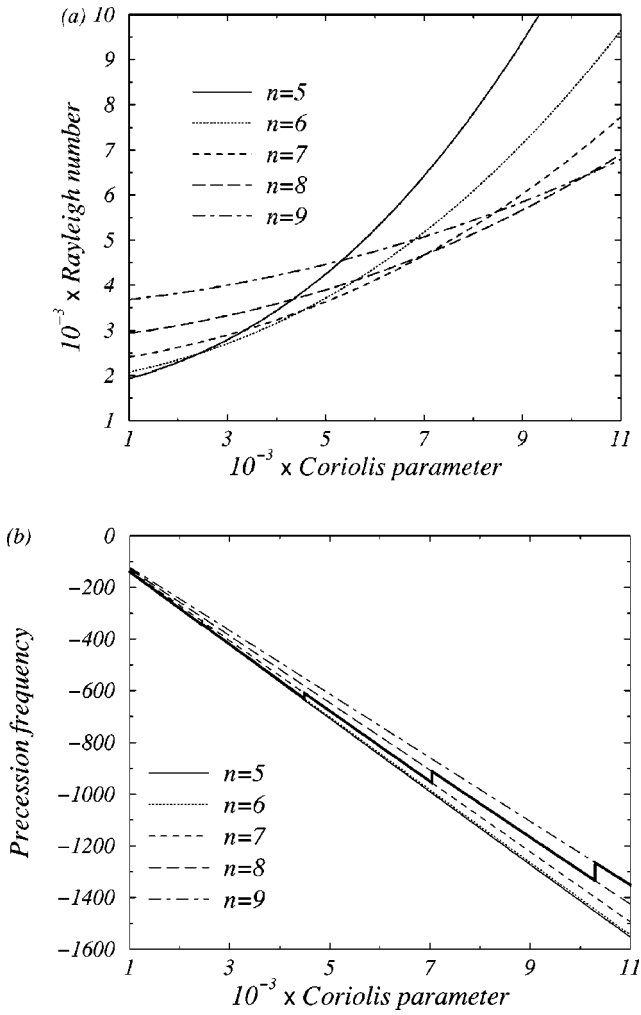 (a)
10
9
8
7
6
5
4
3
2
1
10⁻³ x Rayleigh number
n=5
n=6
n=7
n=8
n=9
1 3 5 7 9 11
10⁻³ x Coriolis parameter
(b)
0
−200
−400
−600
−800
−1000
−1200
−1400
−1600
Precession frequency
n=5
n=6
n=7
n=8
n=9
1 3 5 7 9 11
10⁻³ x Coriolis parameter